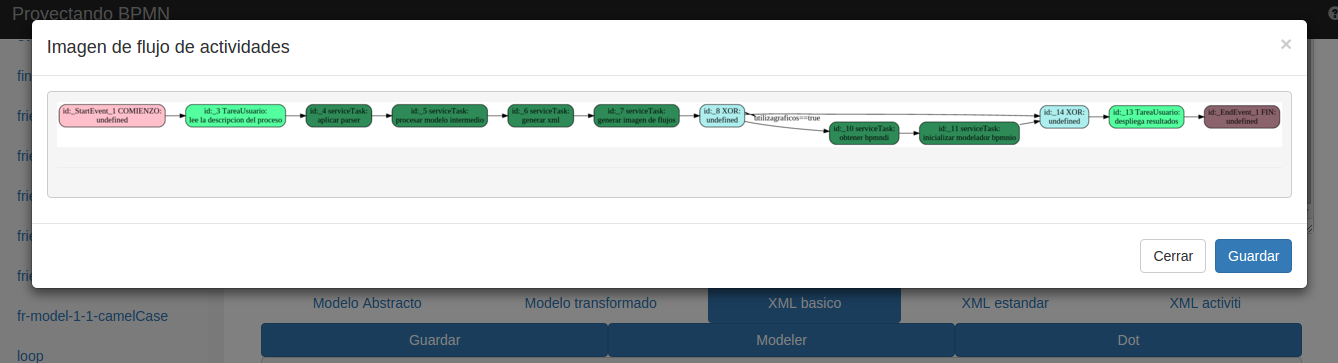 Proyectando BPMN
Imagen de flujo de actividades
×
id:_StartEvent_1 COMIENZO:
undefined
id:_3 TareaUsuario:
lee la descripcion del proceso
id:_4 serviceTask:
aplicar parser
id:_5 serviceTask:
procesar modelo intermedio
id:_6 serviceTask:
generar xml
id:_7 serviceTask:
generar imagen de flujos
id:_8 XOR:
undefined
utilizagraficos==true
id:_10 serviceTask:
obtener bpmndi
id:_11 serviceTask:
inicializar modelador bpmnio
id:_14 XOR:
undefined
id:_13 TareaUsuario:
despliega resultados
id:_EndEvent_1 FIN:
undefined
Cerrar
Guardar
fin
frie
frie
frie
frie
frie
fr-model-1-1-camelCase
loop
Modelo Abstracto
Modelo transformado
XML basico
XML estandar
XML activiti
Guardar
Modeler
Dot